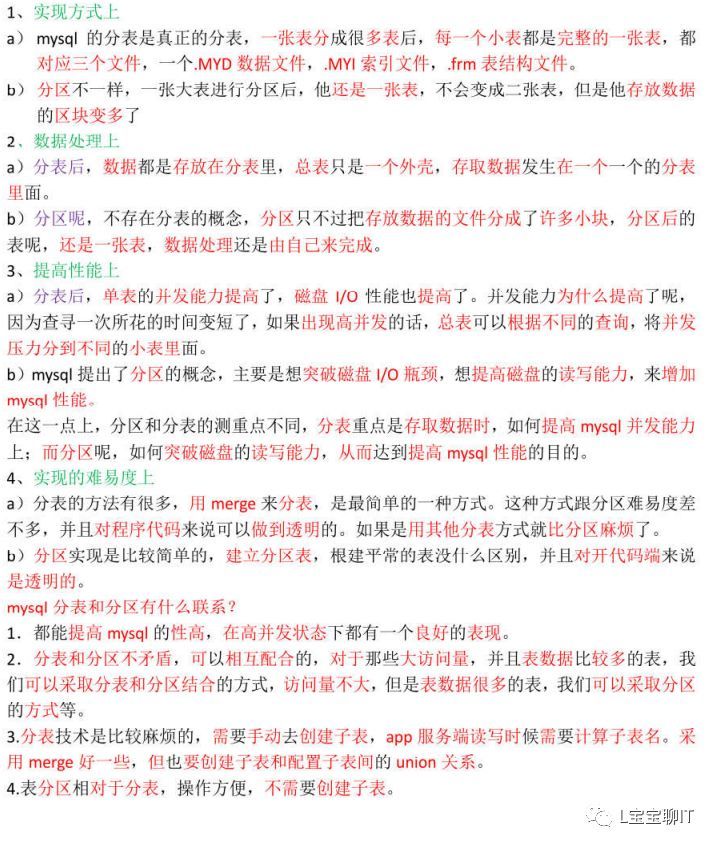 1、实现方式上
a） mysql 的分表是真正的分表，一张表分成很多表后，每一个小表都是完整的一张表，都
对应三个文件，一个.MYD 数据文件，.MYI 索引文件，.frm 表结构文件。
b） 分区不一样，一张大表进行分区后，他还是一张表，不会变成二张表，但是他存放数据
的区块变多了
2、数据处理上
a）分表后，数据都是存放在分表里，总表只是一个外壳，存取数据发生在一个一个的分表
里面。
b）分区呢，不存在分表的概念，分区只不过把存放数据的文件分成了许多小块，分区后的
表呢，还是一张表，数据处理还是由自己来完成。
3、提高性能上
a）分表后，单表的并发能力提高了，磁盘 I/O 性能也提高了。并发能力为什么提高了呢，
因为查寻一次所花的时间变短了，如果出现高并发的话，总表可以根据不同的查询，将并发
压力分到不同的小表里面。
b）mysql 提出了分区的概念，主要是想突破磁盘 I/O 瓶颈，想提高磁盘的读写能力，来增加
mysql 性能。
在这一点上，分区和分表的测重点不同，分表重点是存取数据时，如何提高 mysql 并发能力
上；而分区呢，如何突破磁盘的读写能力，从而达到提高 mysql 性能的目的。
4、实现的难易度上
a）分表的方法有很多，用 merge 来分表，是最简单的一种方式。这种方式跟分区难易度差
不多，并且对程序代码来说可以做到透明的。如果是用其他分表方式就比分区麻烦了。
b）分区实现是比较简单的，建立分区表，根建平常的表没什么区别，并且对开代码端来说
是透明的。
mysql 分表和分区有什么联系？
1．都能提高 mysql 的性高，在高并发状态下都有一个良好的表现。
2．分表和分区不矛盾，可以相互配合的，对于那些大访问量，并且表数据比较多的表，我
们可以采取分表和分区结合的方式，访问量不大，但是表数据很多的表，我们可以采取分区
的方式等。
3.分表技术是比较麻烦的，需要手动去创建子表，app 服务端读写时候需要计算子表名。采
用 merge 好一些，但也要创建子表和配置子表间的 union 关系。
4.表分区相对于分表，操作方便，不需要创建子表。
L宝宝聊IT